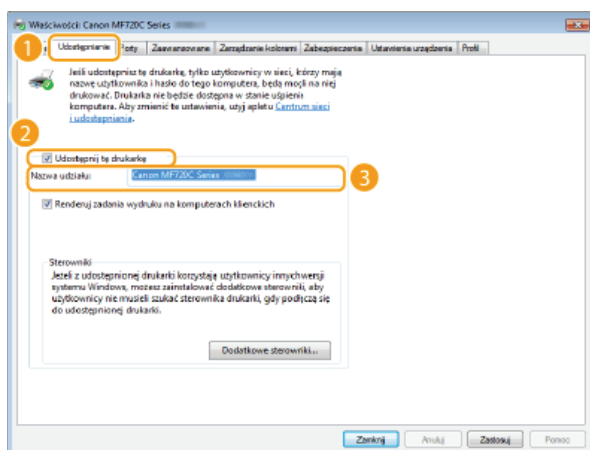 Właściwości: Canon MF720C Series
1
Udostępnianie Porty Zaawansowane Zarządzanie kolorami Zabezpieczenia Ustawienia urządzenia Profil
Jeśli udostępnisz tę drukarkę, tylko użytkownicy w sieci, którzy mają
nazwę użytkownika i hasło do tego komputera, będą mogli na niej
drukować. Drukarka nie będzie dostępna w stanie uśpienia
komputera. Aby zmienić te ustawienia, użyj apletu Centrum sieci
i udostępniania.
2
Udostępnij tę drukarkę
Nazwa udziału: Canon MF720C Series
3
Renderuj zadania wydruku na komputerach klienckich
Sterowniki
Jeżeli z udostępnionej drukarki korzystają użytkownicy innych wersji
systemu Windows, możesz zainstalować dodatkowe sterowniki, aby
użytkownicy nie musieli szukać sterownika drukarki, gdy podłączą się
do udostępnionej drukarki.
Dodatkowe sterowniki...
Zamknij Anuluj Zastosuj Pomoc